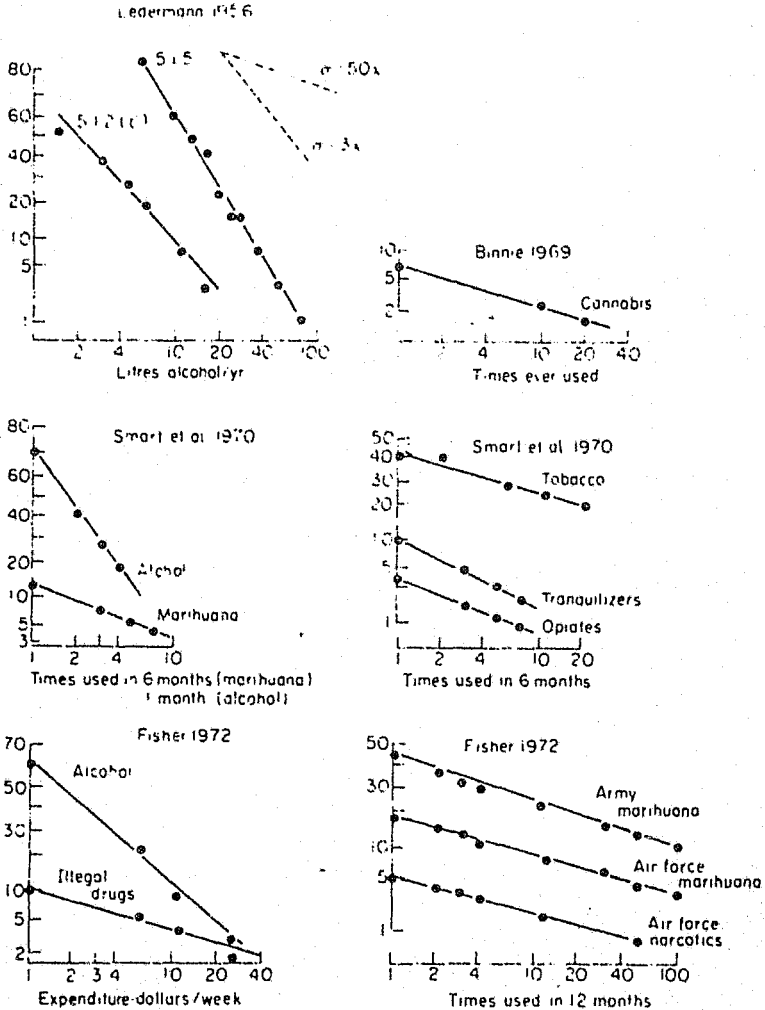 Ledermann 1956
80
60
40
20
10
5
1
2
4
10
20
40
100
Litres alcohol/yr
Binnie 1969
10
5
2
Cannabis
4
10
20
40
Times ever used
Smart et al 1970
80
60
40
20
10
5
3
Alchol
Marihuana
1
2
4
10
Times used in 6 months (marihuana)
1 month (alcohol)
Smart et al 1970
50
40
30
20
10
5
1
Tobacco
Tranquilizers
Opiates
1
2
4
10
20
Times used in 6 months
Fisher 1972
70
50
30
10
5
2
Alcohol
Illegal
drugs
1
2
3
4
10
20
40
Expenditure-dollars/week
Fisher 1972
50
30
10
5
1
Army
marihuana
Air force
marihuana
Air force
narcotics
1
2
4
10
20
40
100
Times used in 12 months